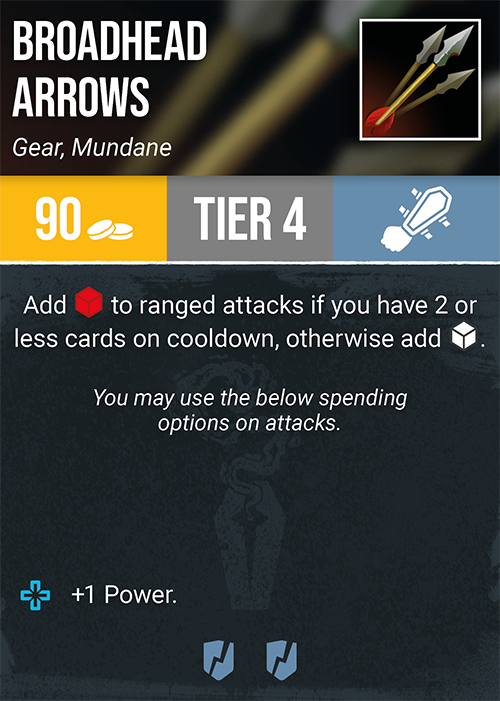 BROADHEAD
ARROWS
Gear, Mundane
90
TIER 4
Add to ranged attacks if you have 2 or
less cards on cooldown, otherwise add .
You may use the below spending
options on attacks.
+1 Power.